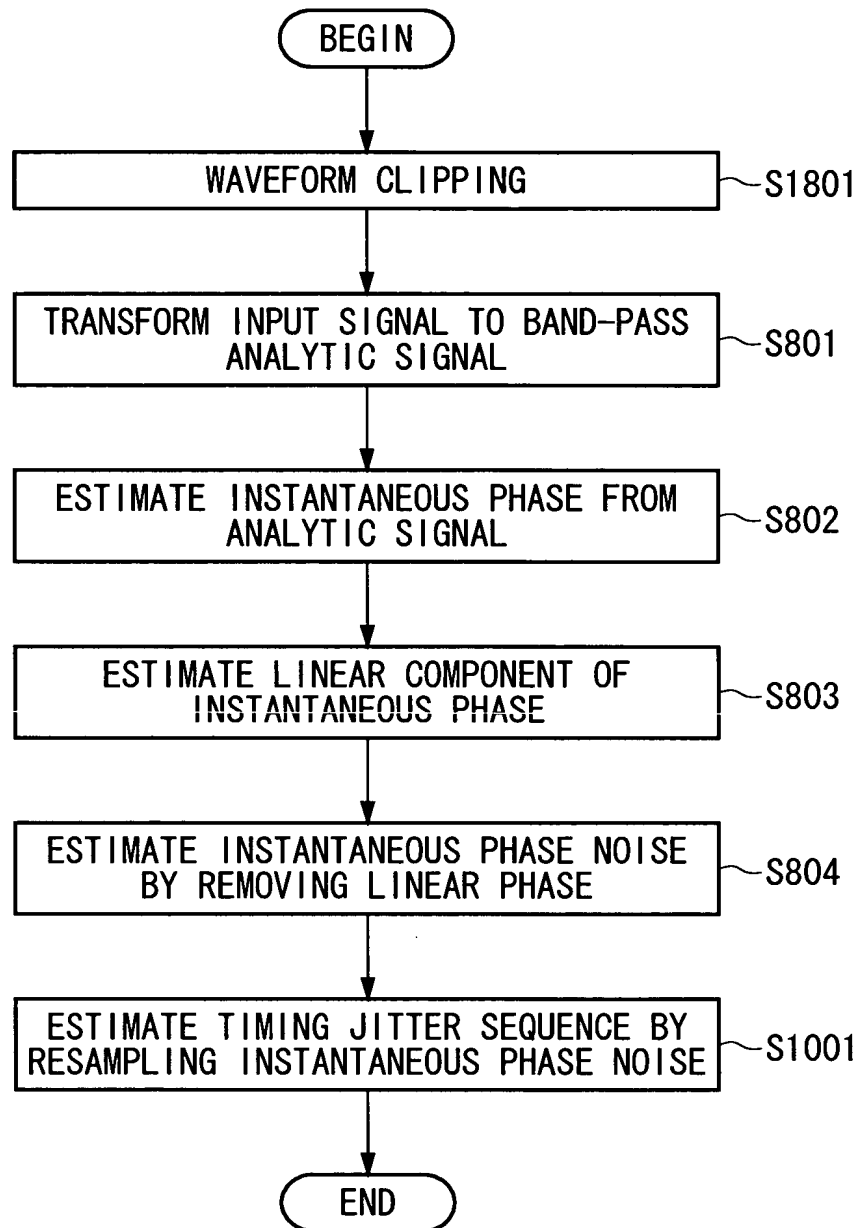 BEGIN
WAVEFORM CLIPPING
S1801
TRANSFORM INPUT SIGNAL TO BAND-PASS
ANALYTIC SIGNAL
S801
ESTIMATE INSTANTANEOUS PHASE FROM
ANALYTIC SIGNAL
S802
ESTIMATE LINEAR COMPONENT OF
INSTANTANEOUS PHASE
S803
ESTIMATE INSTANTANEOUS PHASE NOISE
BY REMOVING LINEAR PHASE
S804
ESTIMATE TIMING JITTER SEQUENCE BY
RESAMPLING INSTANTANEOUS PHASE NOISE
S1001
END